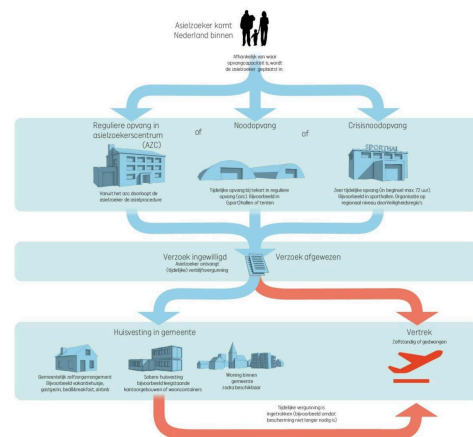 Asielzoeker komt
Nederland binnen
Afhankelijk van waar
opvangcapaciteit is, wordt
de asielzoeker geplaatst in
Reguliere opvang in
asielzoekerscentrum
(AZC)
of
Noodopvang
of
Crisisnoodopvang
SPORTHAL
Vanuit het azc doorloopt de
asielzoeker de asielprocedure
Tijdelijke opvang bij tekort in reguliere
opvang (azc). Bijvoorbeeld in
sporthallen of tenten
Zeer tijdelijke opvang (in beginsel max. 72 uur).
Bijvoorbeeld in sporthallen. Organisatie op
regionaal niveau door Veiligheidsregio's
Verzoek ingewilligd
Asielzoeker ontvangt
(tijdelijke) verblijfsvergunning
Verzoek afgewezen
Huisvesting in gemeente
Gemeentelijk zelfzorgarrangement
Bijvoorbeeld vakantiehuisje,
gastgezin, bed&breakfast, airbnb
Sobere huisvesting
bijvoorbeeld leegstaande
kantoorgebouwen of wooncontainers
Woning binnen
gemeente
zodra beschikbaar
Vertrek
Zelfstandig of gedwongen
Tijdelijke vergunning is
ingetrokken (bijvoorbeeld omdat
bescherming niet langer nodig is)